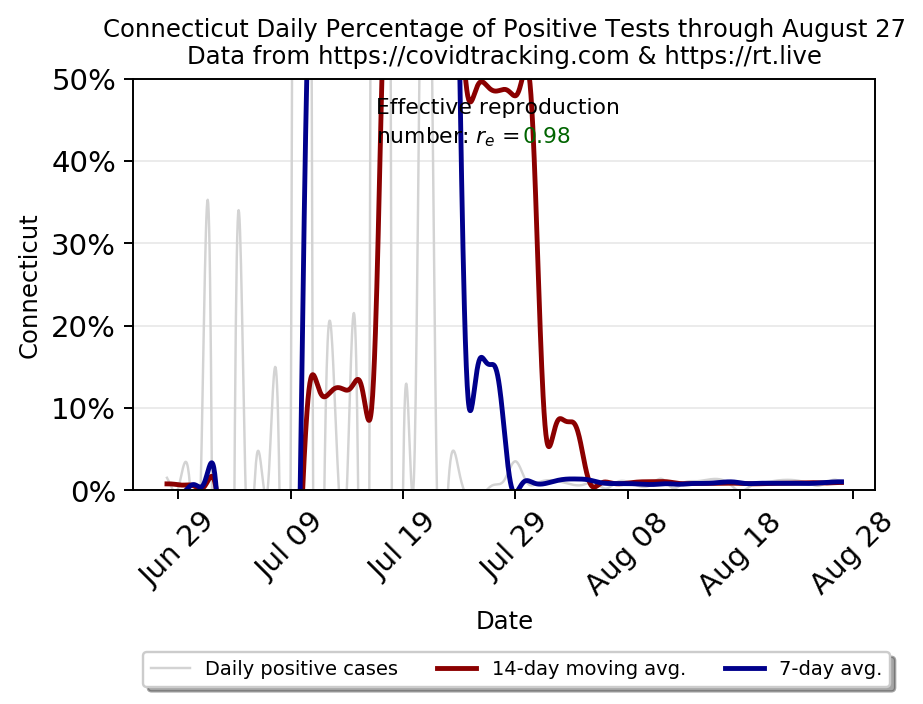 Connecticut Daily Percentage of Positive Tests through August 27
Data from https://covidtracking.com & https://rt.live
50%
40%
30%
20%
10%
0%
Connecticut
Effective reproduction
number: r_e = 0.98
Jun 29
Jul 09
Jul 19
Jul 29
Aug 08
Aug 18
Aug 28
Date
Daily positive cases
14-day moving avg.
7-day avg.